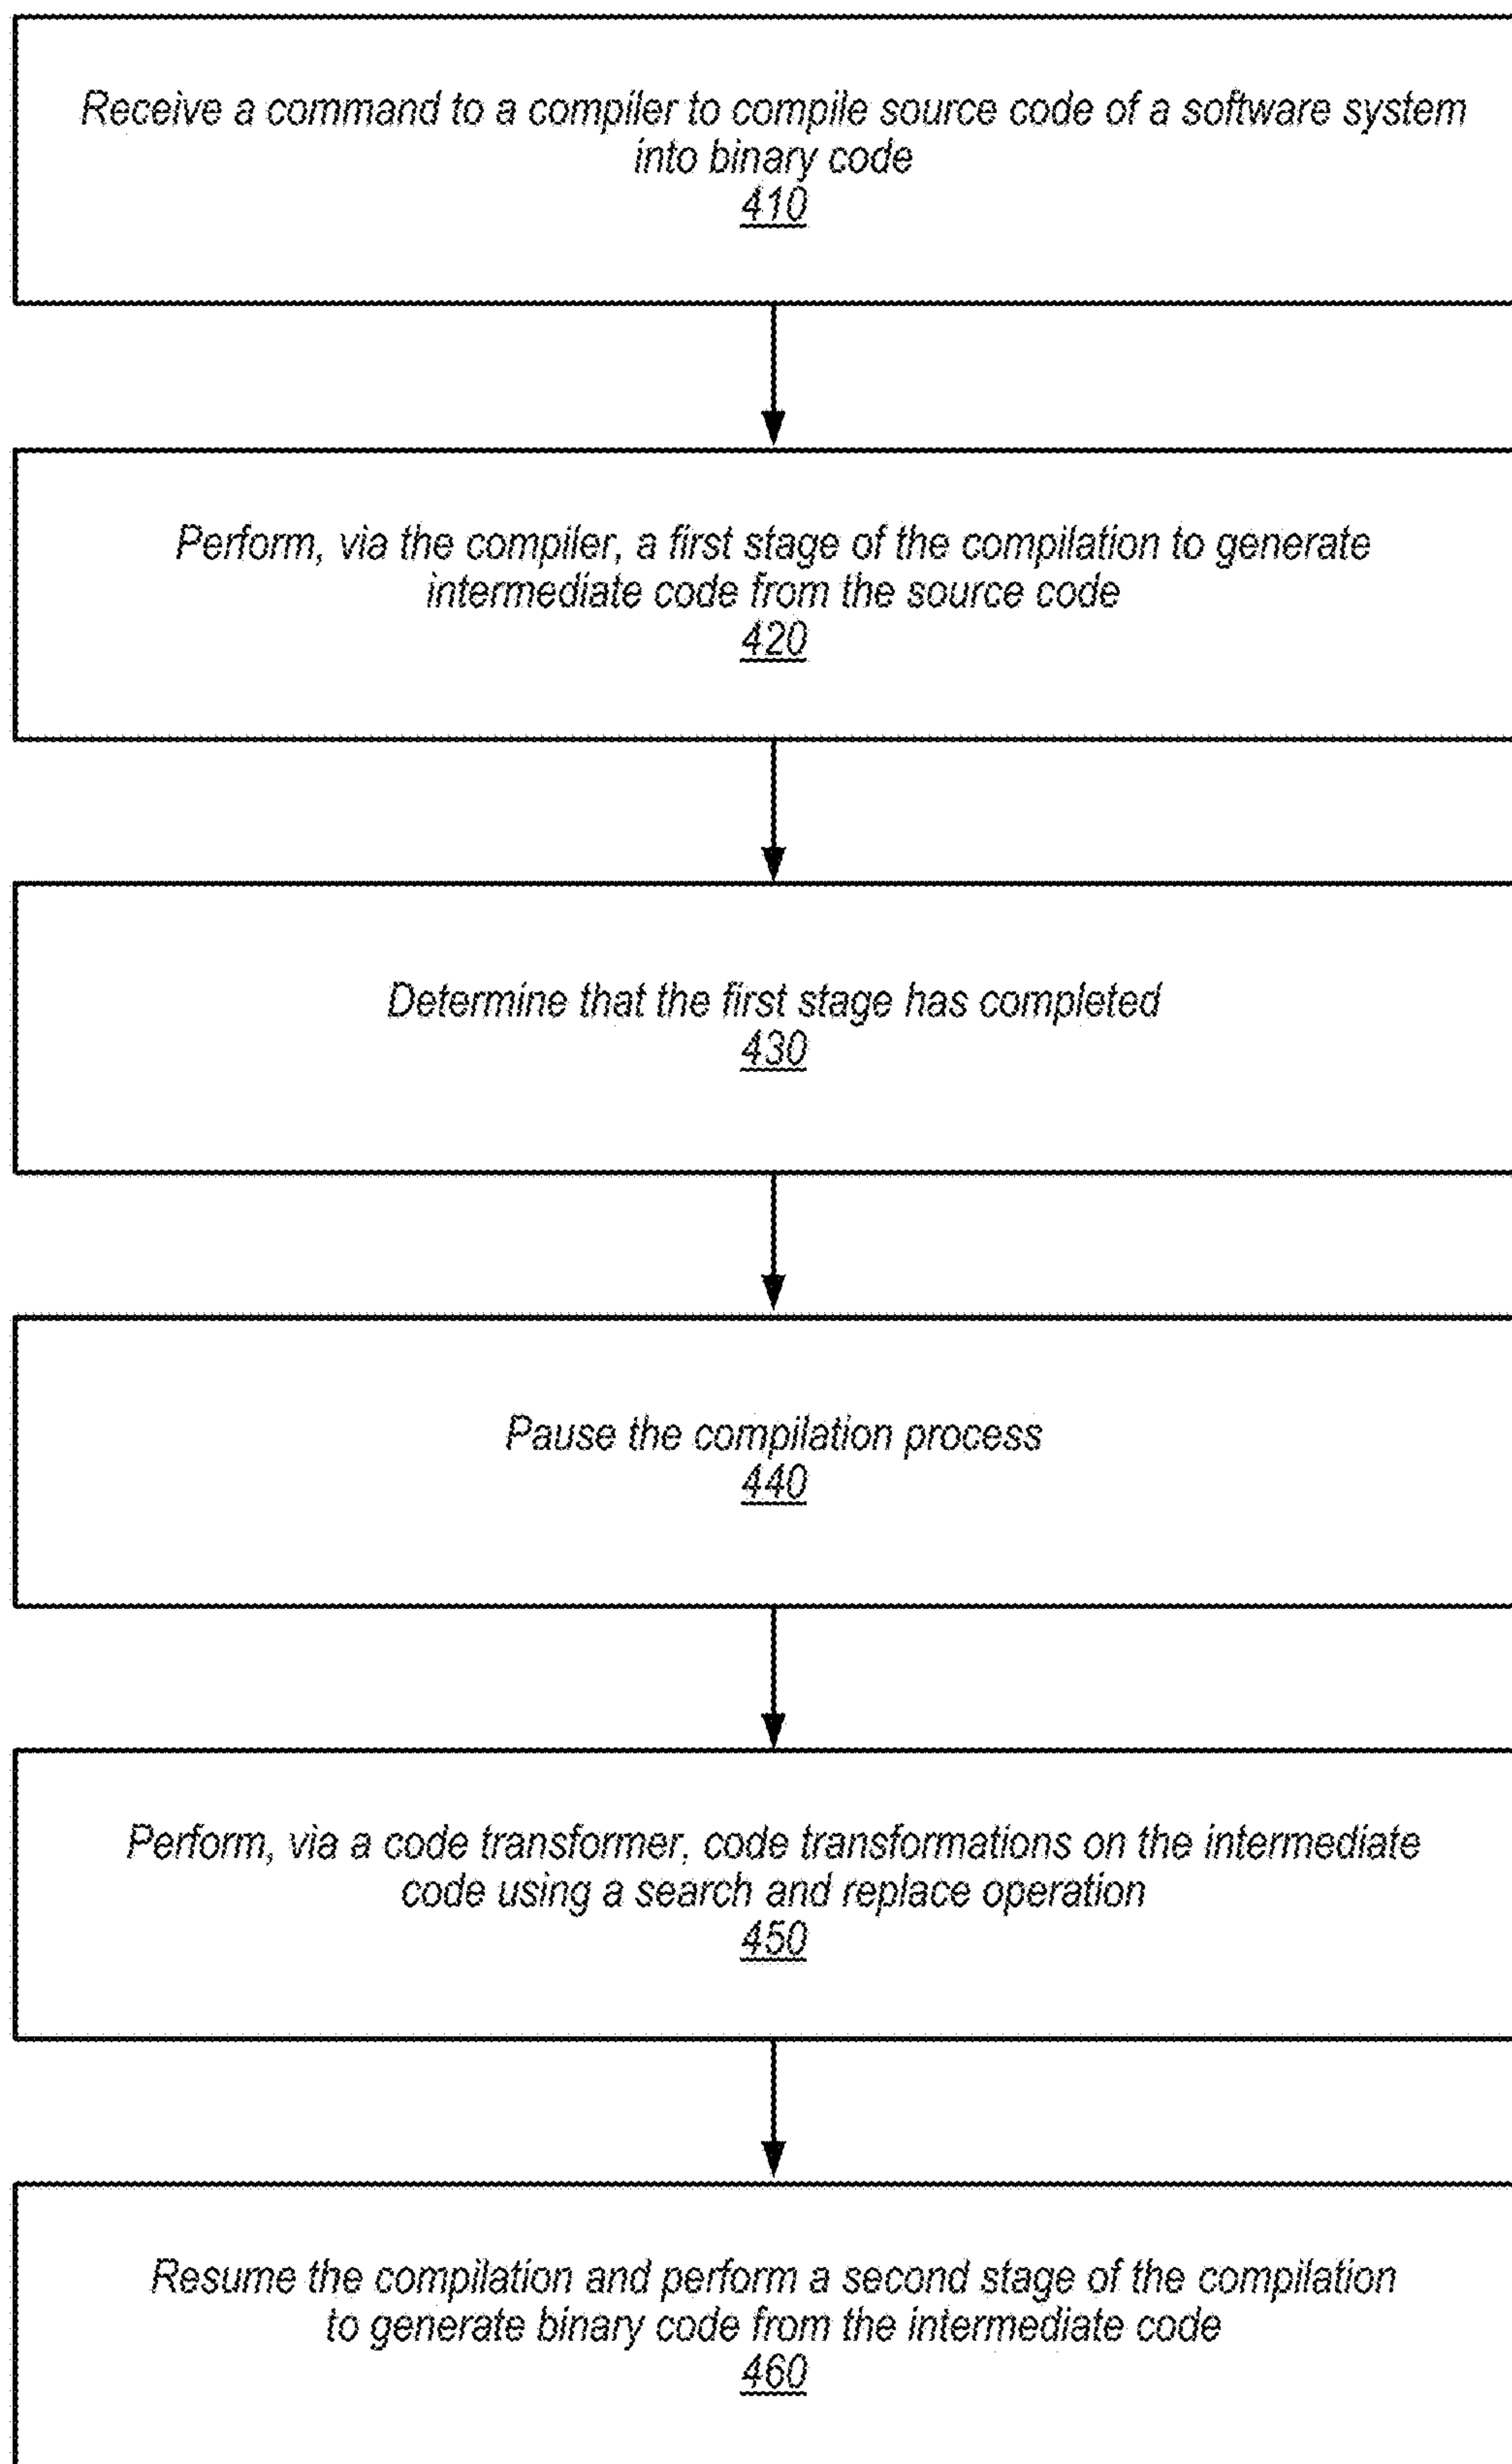 Receive a command to a compiler to compile source code of a software system
into binary code
410
Perform, via the compiler, a first stage of the compilation to generate
intermediate code from the source code
420
Determine that the first stage has completed
430
Pause the compilation process
440
Perform, via a code transformer, code transformations on the intermediate
code using a search and replace operation
450
Resume the compilation and perform a second stage of the compilation
to generate binary code from the intermediate code
460